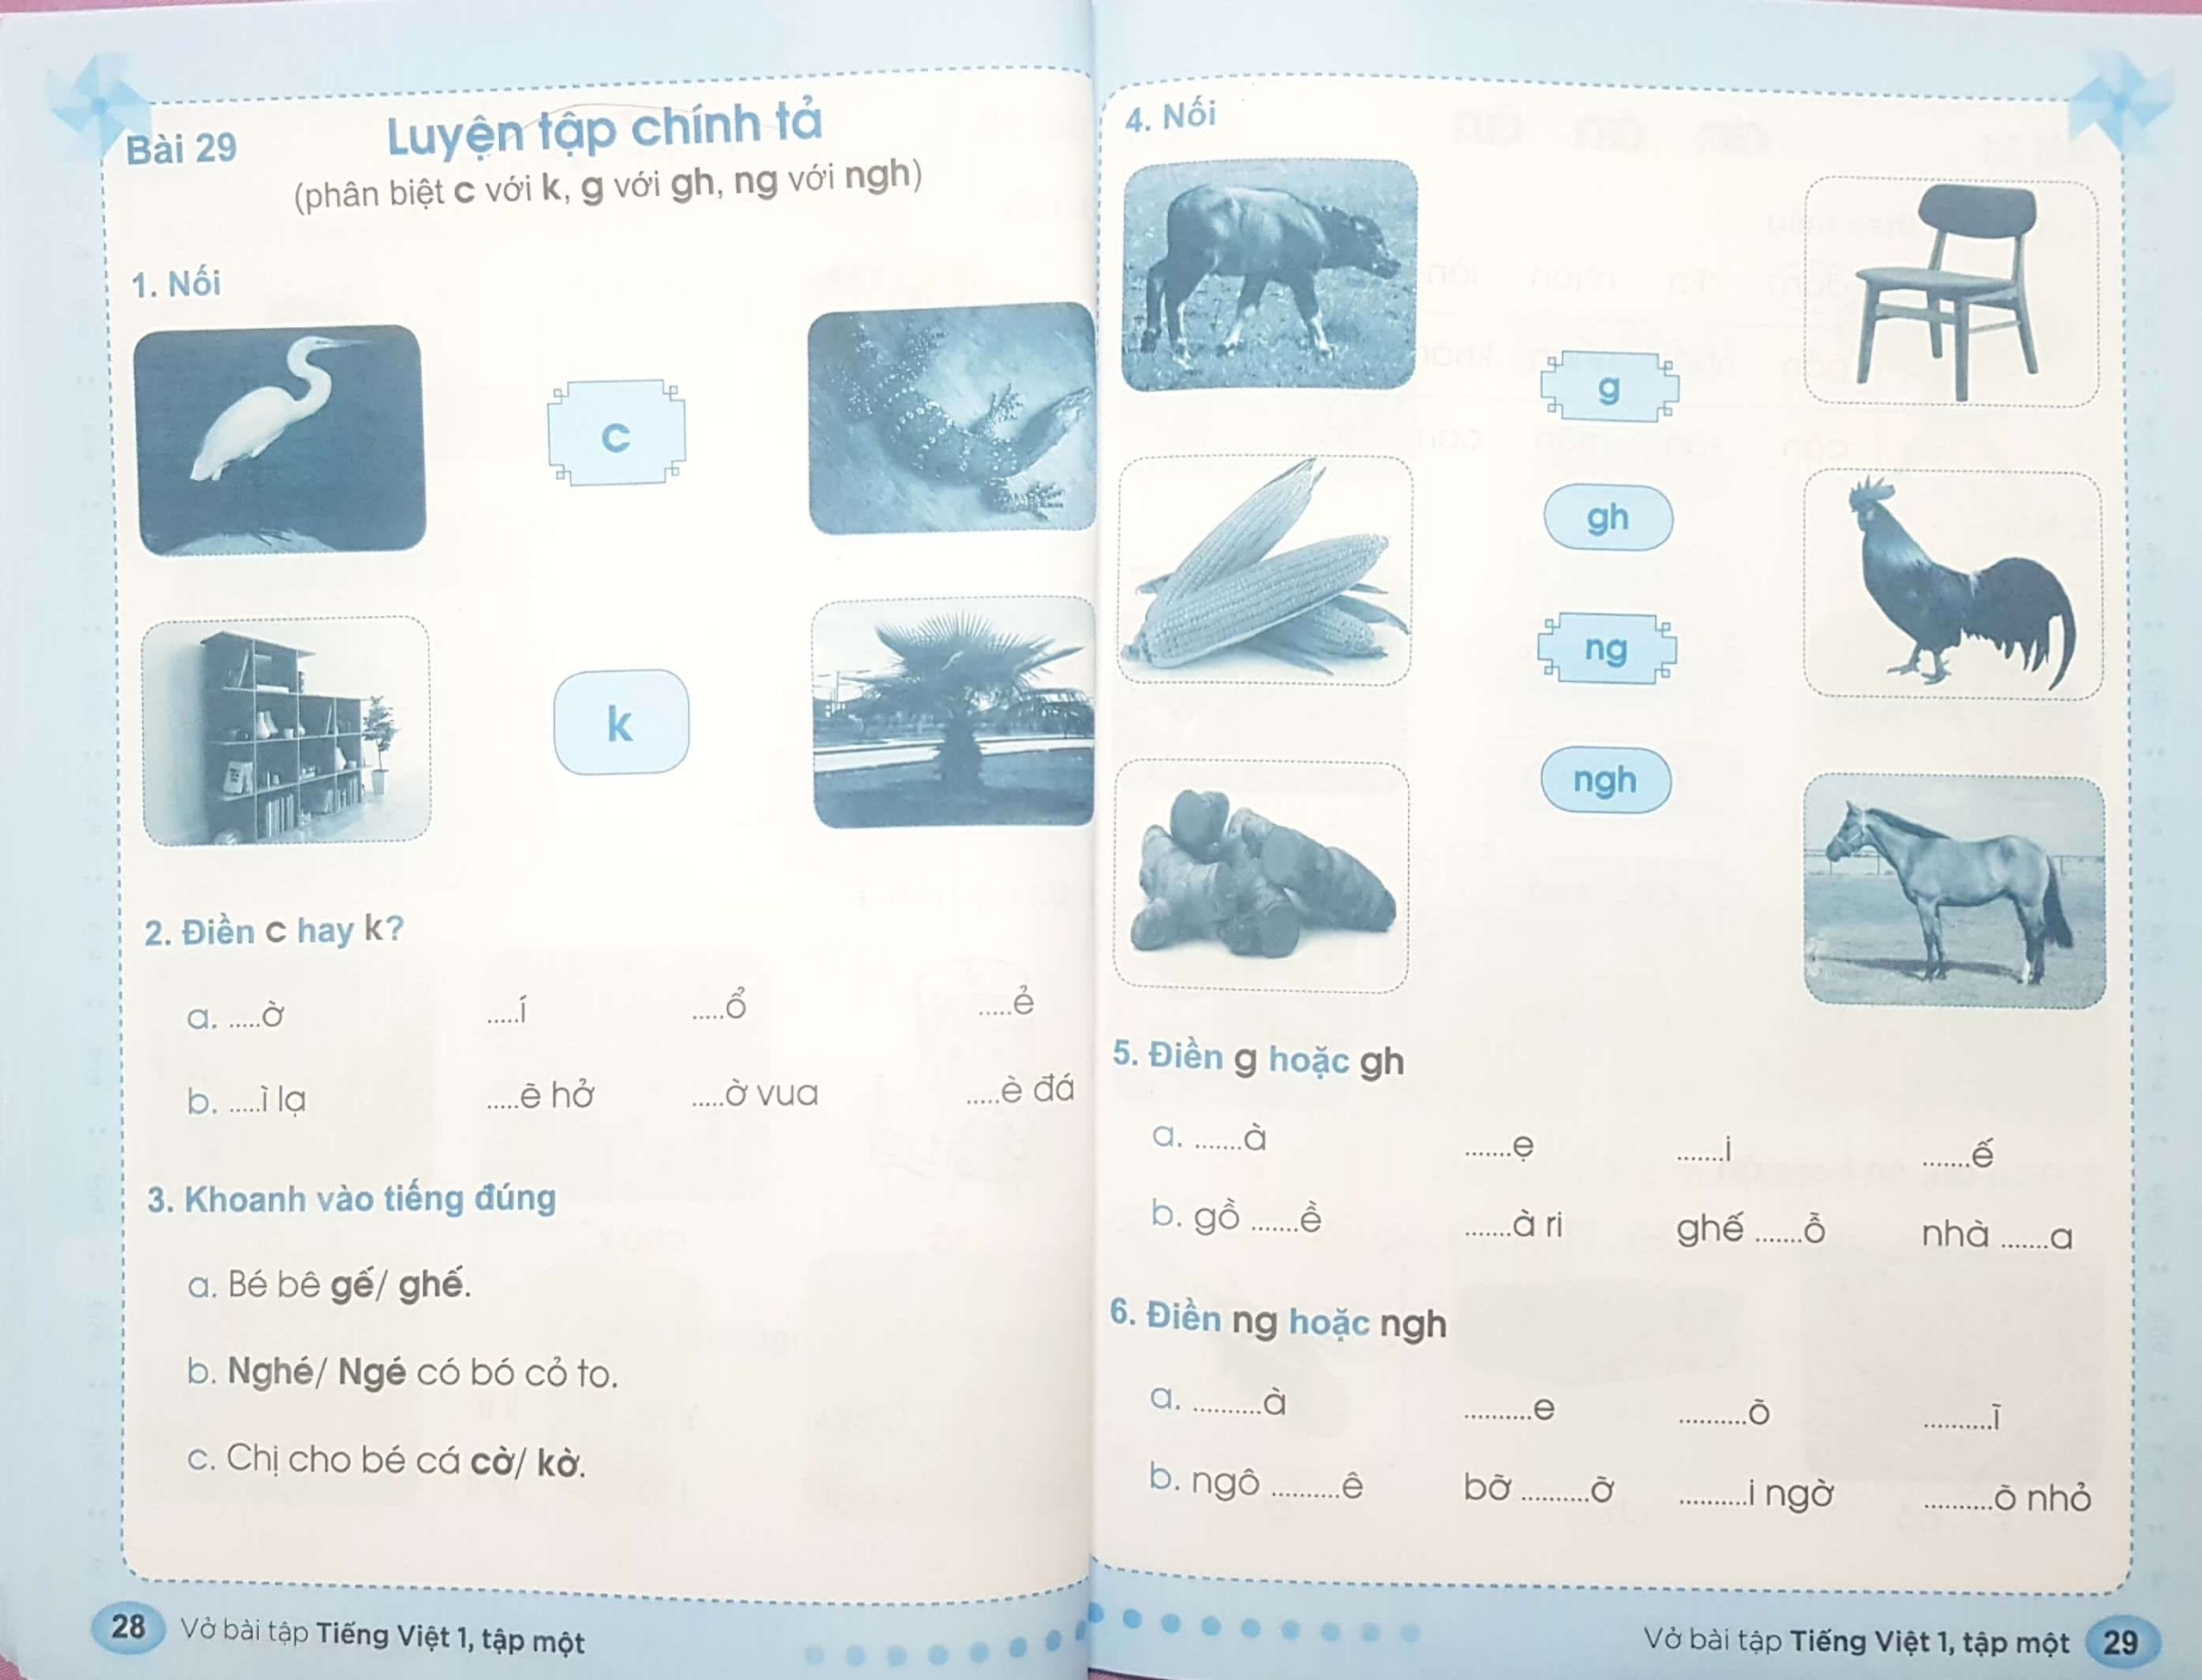 Bài 29
Luyện tập chính tả
(phân biệt c với k, g với gh, ng với ngh)
1. Nối
c
k
2. Điền c hay k?
a. .....ờ .....í .....ổ .....ẻ
b. .....ì lạ .....ẽ hở .....ờ vua .....è đá
3. Khoanh vào tiếng đúng
a. Bé bê gế/ ghế.
b. Nghé/ Ngé có bó cỏ to.
c. Chị cho bé cá cờ/ kờ.
28 Vở bài tập Tiếng Việt 1, tập một
4. Nối
g
gh
ng
ngh
5. Điền g hoặc gh
a. .......à .......ẹ .......i .......ế
b. gồ .......ề .......à ri ghế .......ỗ nhà .......a
6. Điền ng hoặc ngh
a. ..........à ..........e ..........õ ..........ĩ
b. ngô ..........ê bỡ ..........ỡ ..........i ngờ ..........õ nhỏ
Vở bài tập Tiếng Việt 1, tập một 29